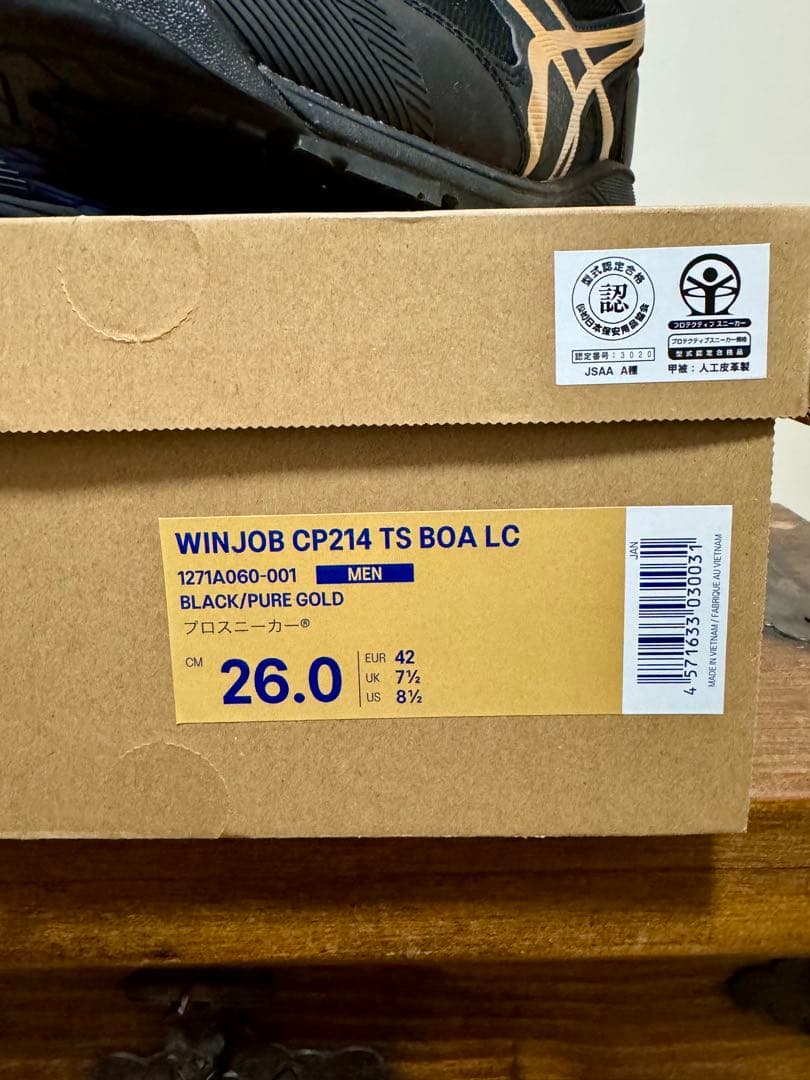 型式認定合格
認
(公社)日本保安用品協会
認定番号:3020
JSAA A種
プロテクティブ スニーカー
プロテクティブスニーカー規格
型式認定合格品
甲被:人工皮革製
WINJOB CP214 TS BOA LC
1271A060-001 MEN
BLACK/PURE GOLD
プロスニーカー®
CM 26.0
EUR 42
UK 7½
US 8½
JAN
4 571633 030031
MADE IN VIETNAM / FABRIQUE AU VIETNAM